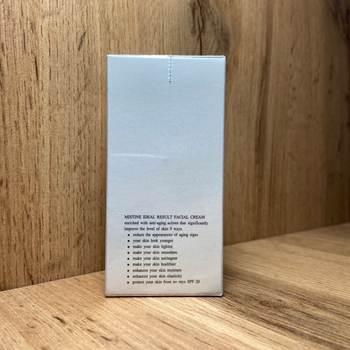 MISTINE IDEAL RESULT FACIAL CREAM
enriched with anti-aging actives that significantly
improve the level of skin 9 ways
• reduce the appearances of aging signs
• your skin look younger
• make your skin lighten
• make your skin smoother
• make your skin astringent
• make your skin healthier
• enhances your skin moisture
• enhances your skin elasticity
• protect your skin from uv rays SPF 20